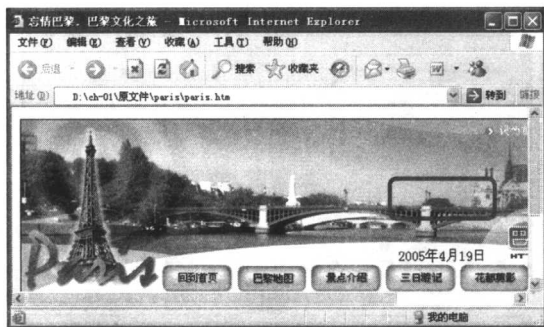 忘情巴黎．巴黎文化之旅 - Microsoft Internet Explorer
文件(F) 编辑(E) 查看(V) 收藏(A) 工具(T) 帮助(H)
后退 搜索 收藏夹
地址(D) D:\ch-01\原文件\paris\paris.htm 转到 链接
Paris
2005年4月19日
回到首页 巴黎地图 景点介绍 三日游记 花都掠影
我的电脑